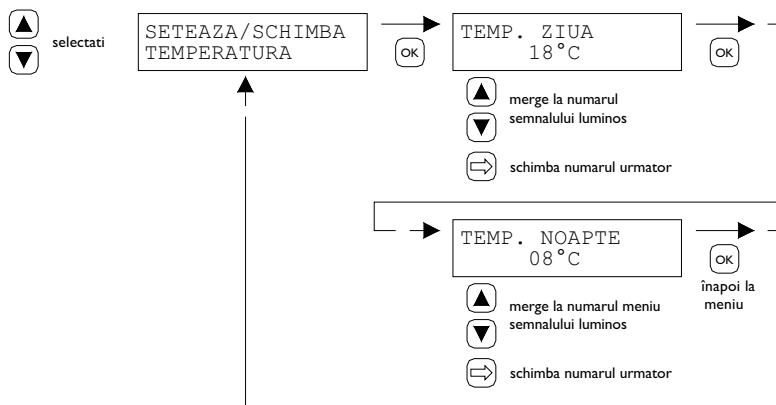 selectati
SETEAZA/SCHIMBA
TEMPERATURA
OK
TEMP. ZIUA
18°C
OK
merge la numarul
semnalului luminos
schimba numarul urmator
TEMP. NOAPTE
08°C
OK
înapoi la
meniu
merge la numarul meniu
semnalului luminos
schimba numarul urmator